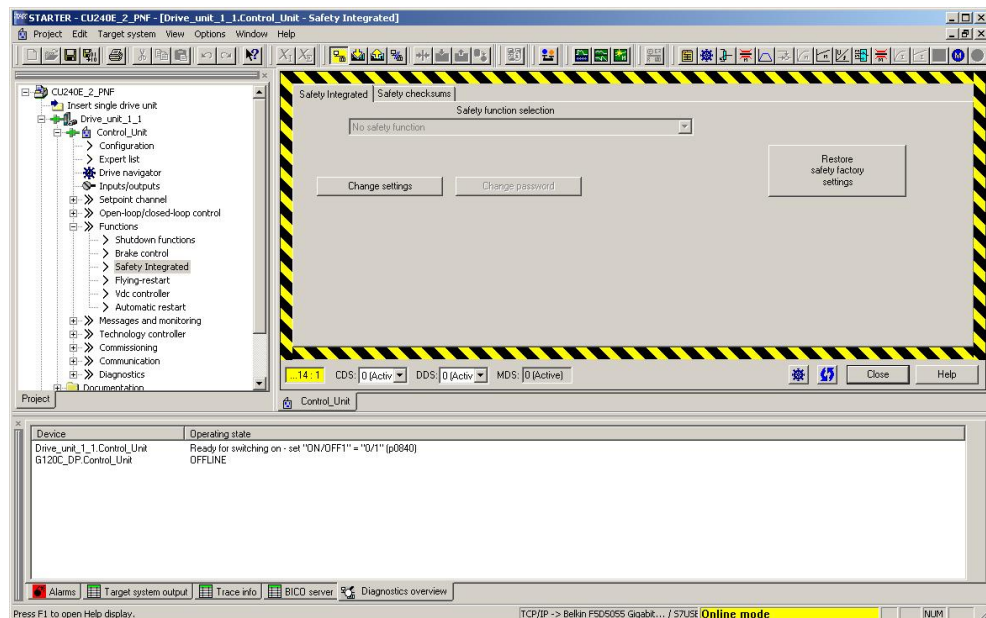 STARTER - CU240E_2_PNF - [Drive_unit_1_1.Control_Unit - Safety Integrated]
Project Edit Target system View Options Window Help
CU240E_2_PNF
Insert single drive unit
Drive_unit_1_1
Control_Unit
Configuration
Expert list
Drive navigator
Inputs/outputs
Setpoint channel
Open-loop/closed-loop control
Functions
Shutdown functions
Brake control
Safety Integrated
Flying-restart
Vdc controller
Automatic restart
Messages and monitoring
Technology controller
Commissioning
Communication
Diagnostics
Documentation
Project
Safety Integrated Safety checksums
Safety function selection
No safety function
Change settings Change password
Restore
safety factory
settings
...14 : 1 CDS: 0 (Activ DDS: 0 (Activ MDS: 0 (Active) Close Help
Control_Unit
Device Operating state
Drive_unit_1_1.Control_Unit Ready for switching on - set "ON/OFF1" = "0/1" (p0840)
G120C_DP.Control_Unit OFFLINE
Alarms Target system output Trace info BICO server Diagnostics overview
Press F1 to open Help display. TCP/IP -> Belkin F5D5055 Gigabit... / S7USE Online mode NUM